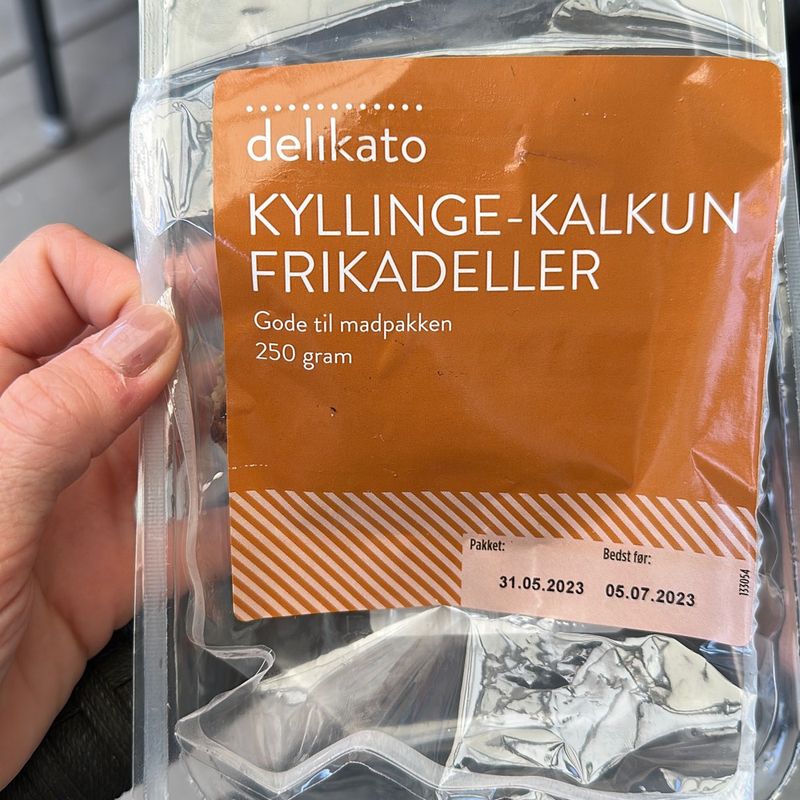 delikato
KYLLINGE-KALKUN
FRIKADELLER
Gode til madpakken
250 gram
Pakket: Bedst før:
31.05.2023 05.07.2023
133054